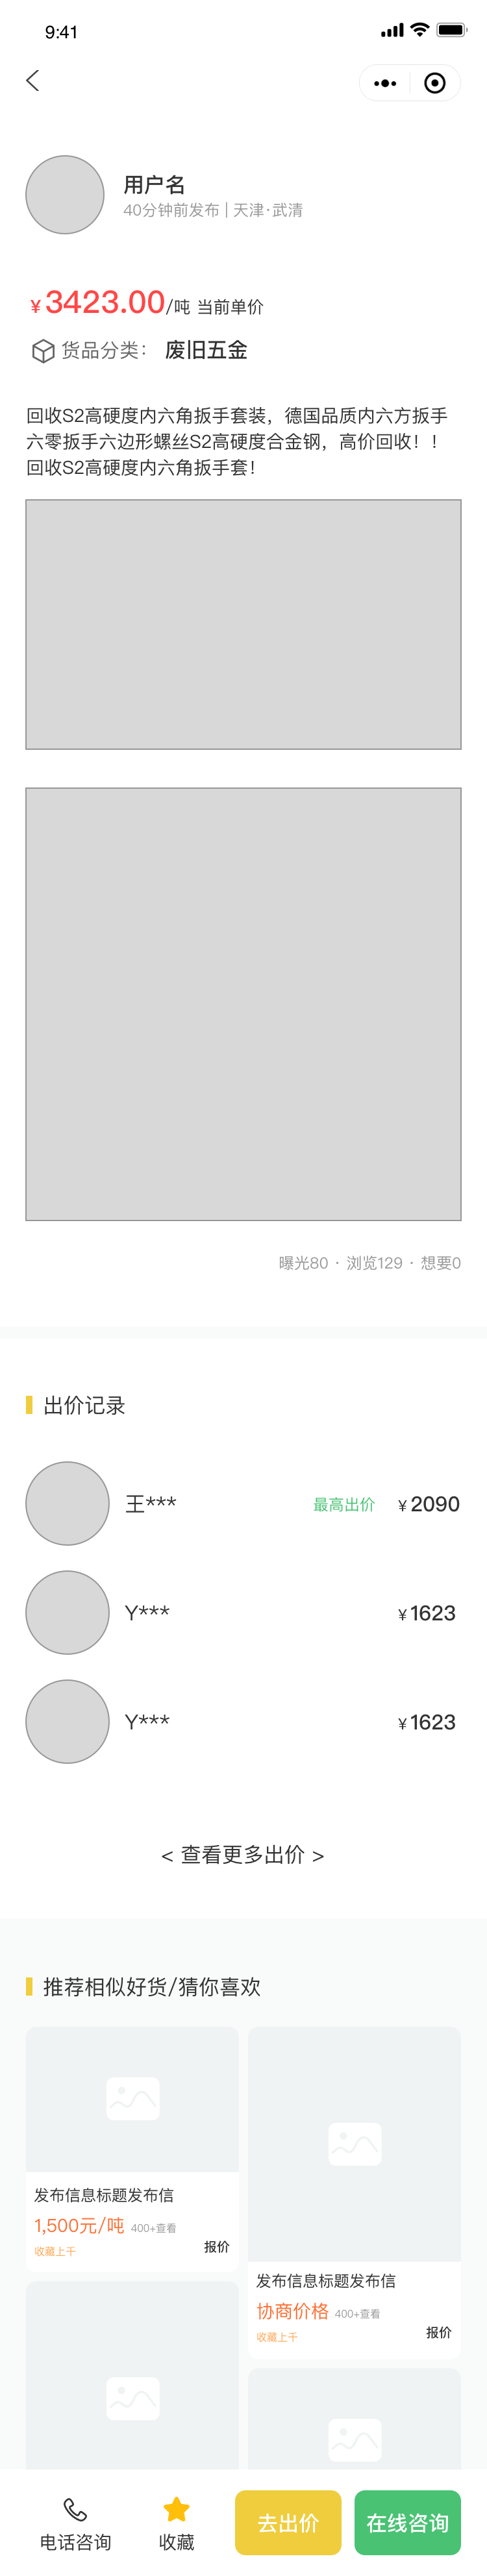 9:41
用户名
40分钟前发布 | 天津·武清
¥3423.00/吨 当前单价
货品分类： 废旧五金
回收S2高硬度内六角扳手套装，德国品质内六方扳手
六零扳手六边形螺丝S2高硬度合金钢，高价回收！！
回收S2高硬度内六角扳手套！
曝光80 · 浏览129 · 想要0
出价记录
王*** 最高出价 ¥2090
Y*** ¥1623
Y*** ¥1623
< 查看更多出价 >
推荐相似好货/猜你喜欢
发布信息标题发布信
1,500元/吨 400+查看
收藏上千 报价
发布信息标题发布信
协商价格 400+查看
收藏上千 报价
电话咨询 收藏 去出价 在线咨询